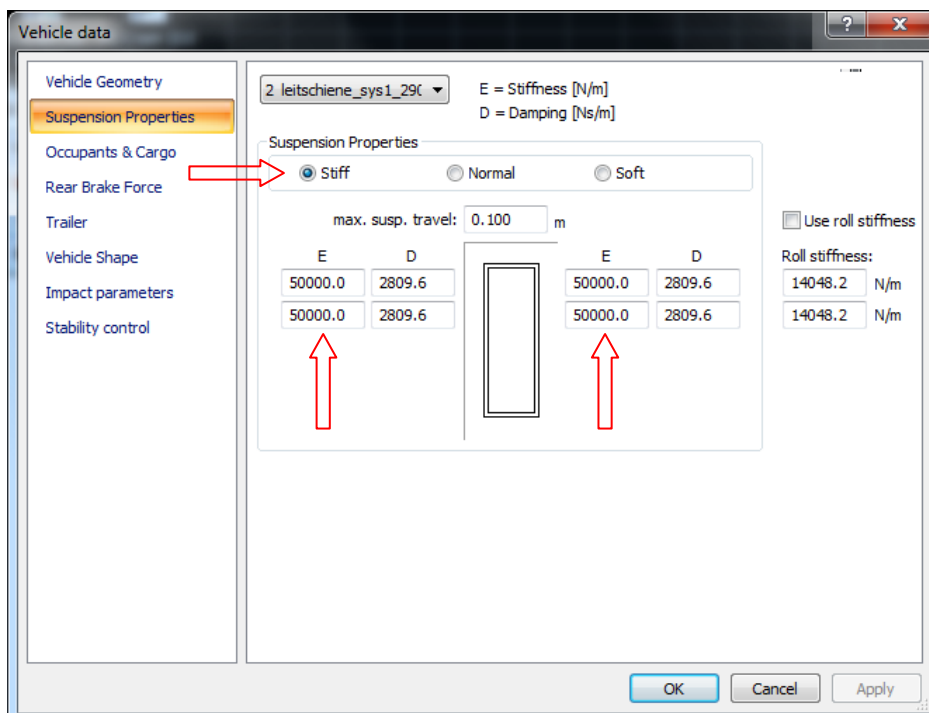 Vehicle data
?
X
Vehicle Geometry
Suspension Properties
Occupants & Cargo
Rear Brake Force
Trailer
Vehicle Shape
Impact parameters
Stability control
2 leitschiene_sys1_290
E = Stiffness [N/m]
D = Damping [Ns/m]
Suspension Properties
Stiff Normal Soft
max. susp. travel: 0.100 m
Use roll stiffness
E D E D Roll stiffness:
50000.0 2809.6 50000.0 2809.6 14048.2 N/m
50000.0 2809.6 50000.0 2809.6 14048.2 N/m
OK Cancel Apply